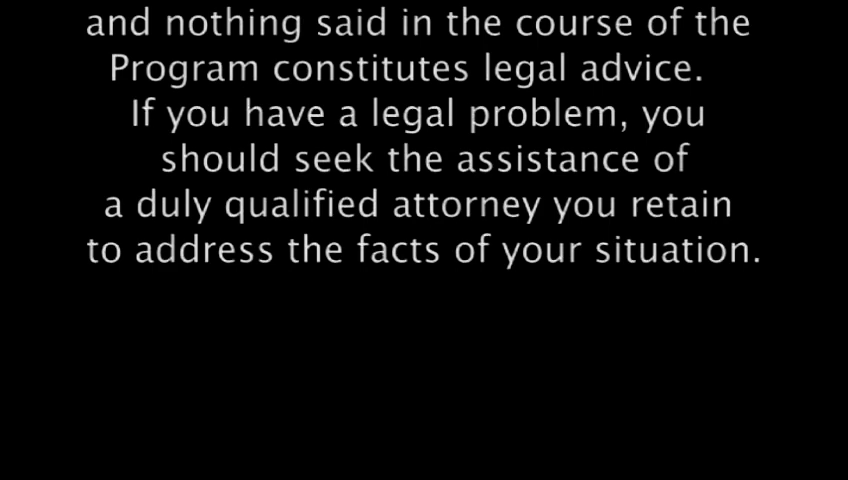 and nothing said in the course of the
Program constitutes legal advice.
If you have a legal problem, you
should seek the assistance of
a duly qualified attorney you retain
to address the facts of your situation.